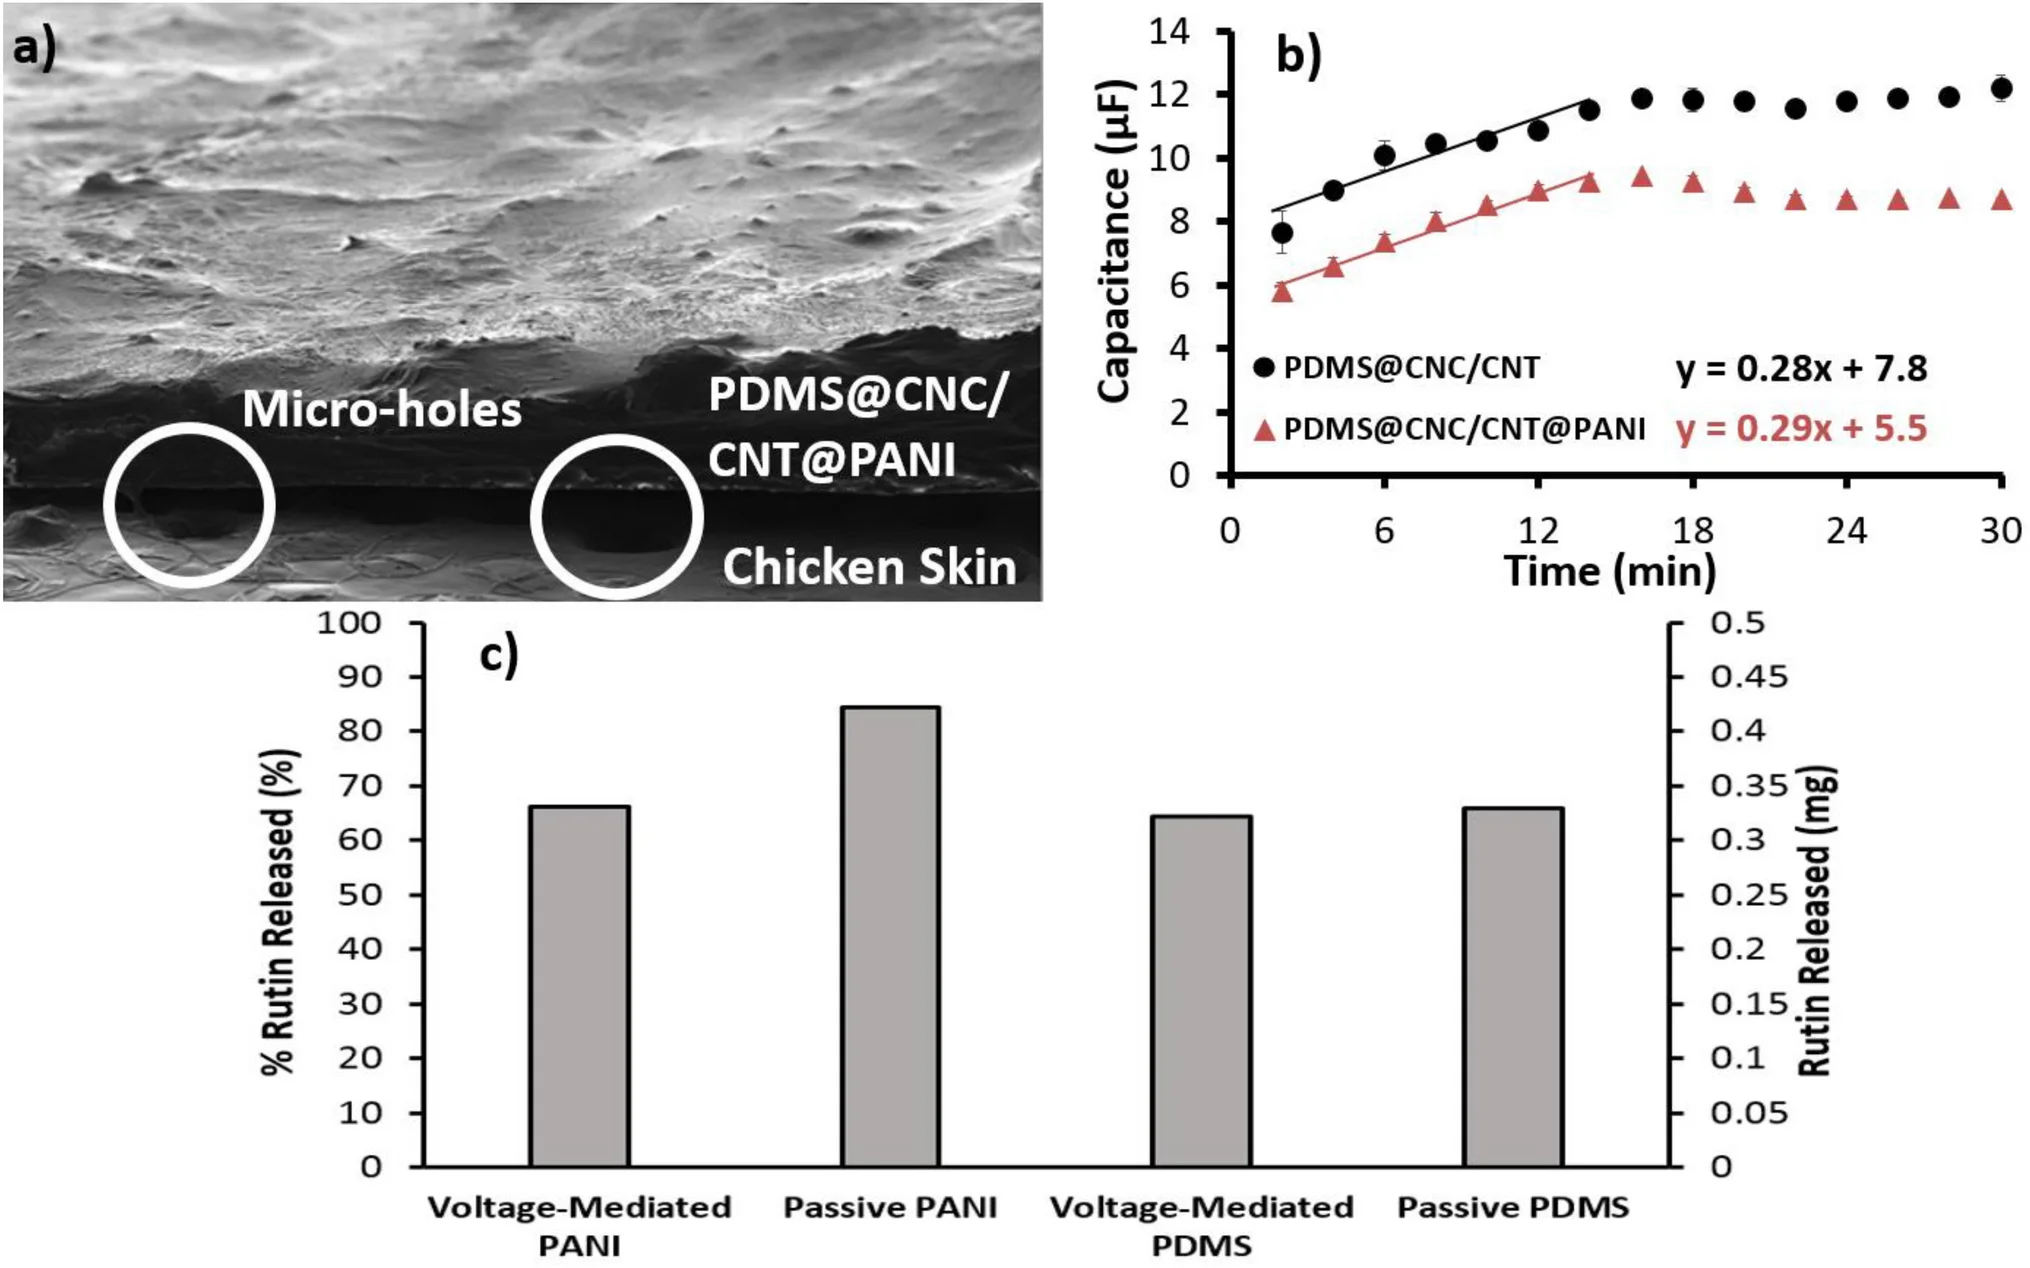 a)
Micro-holes
PDMS@CNC/
CNT@PANI
Chicken Skin
b)
Capacitance (µF)
14
12
10
8
6
4
2
0
PDMS@CNC/CNT
y = 0.28x + 7.8
PDMS@CNC/CNT@PANI
y = 0.29x + 5.5
0
6
12
18
24
30
Time (min)
c)
% Rutin Released (%)
100
90
80
70
60
50
40
30
20
10
0
0.5
0.45
0.4
0.35
0.3
0.25
0.2
0.15
0.1
0.05
0
Rutin Released (mg)
Voltage-Mediated
PANI
Passive PANI
Voltage-Mediated
PDMS
Passive PDMS